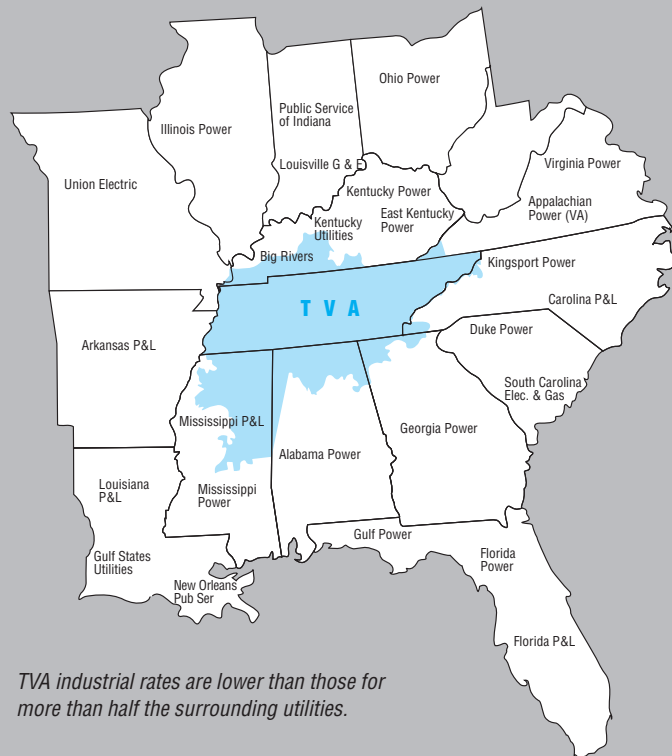 Ohio Power
Public Service
of Indiana
Illinois Power
Louisville G & E
Virginia Power
Union Electric
Kentucky Power
Appalachian
Power (VA)
East Kentucky
Power
Kentucky
Utilities
Big Rivers
Kingsport Power
T V A
Carolina P&L
Duke Power
Arkansas P&L
South Carolina
Elec. & Gas
Mississippi P&L
Georgia Power
Alabama Power
Louisiana
P&L
Mississippi
Power
Gulf Power
Gulf States
Utilities
Florida
Power
New Orleans
Pub Ser
Florida P&L
TVA industrial rates are lower than those for
more than half the surrounding utilities.